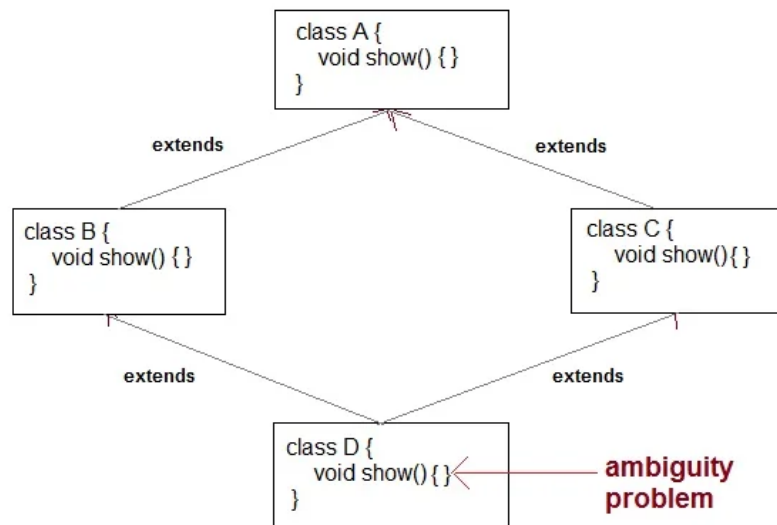 class A {
void show() { }
}
extends
extends
class B {
void show() { }
}
class C {
void show(){ }
}
extends
extends
class D {
void show(){ }
}
ambiguity
problem